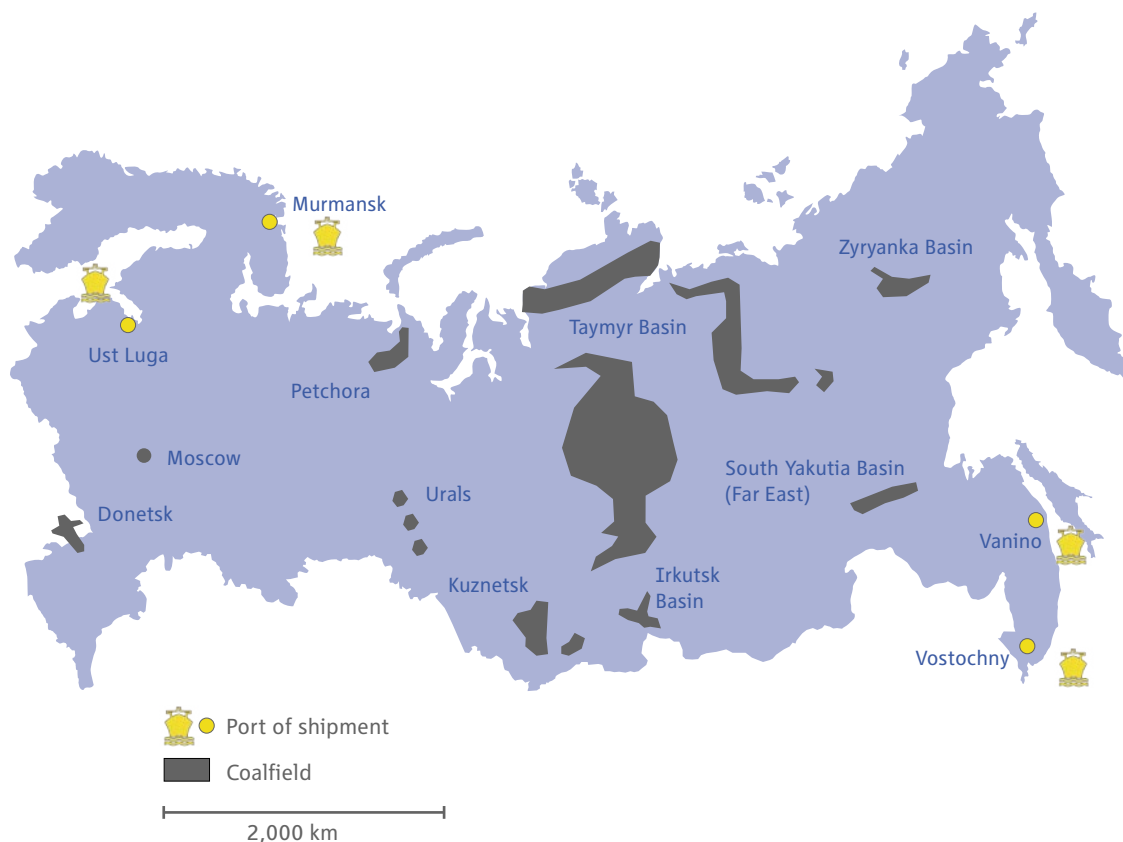 Murmansk
Zyryanka Basin
Taymyr Basin
Ust Luga
Petchora
Moscow
South Yakutia Basin
(Far East)
Urals
Donetsk
Vanino
Irkutsk
Basin
Kuznetsk
Vostochny
Port of shipment
Coalfield
2,000 km